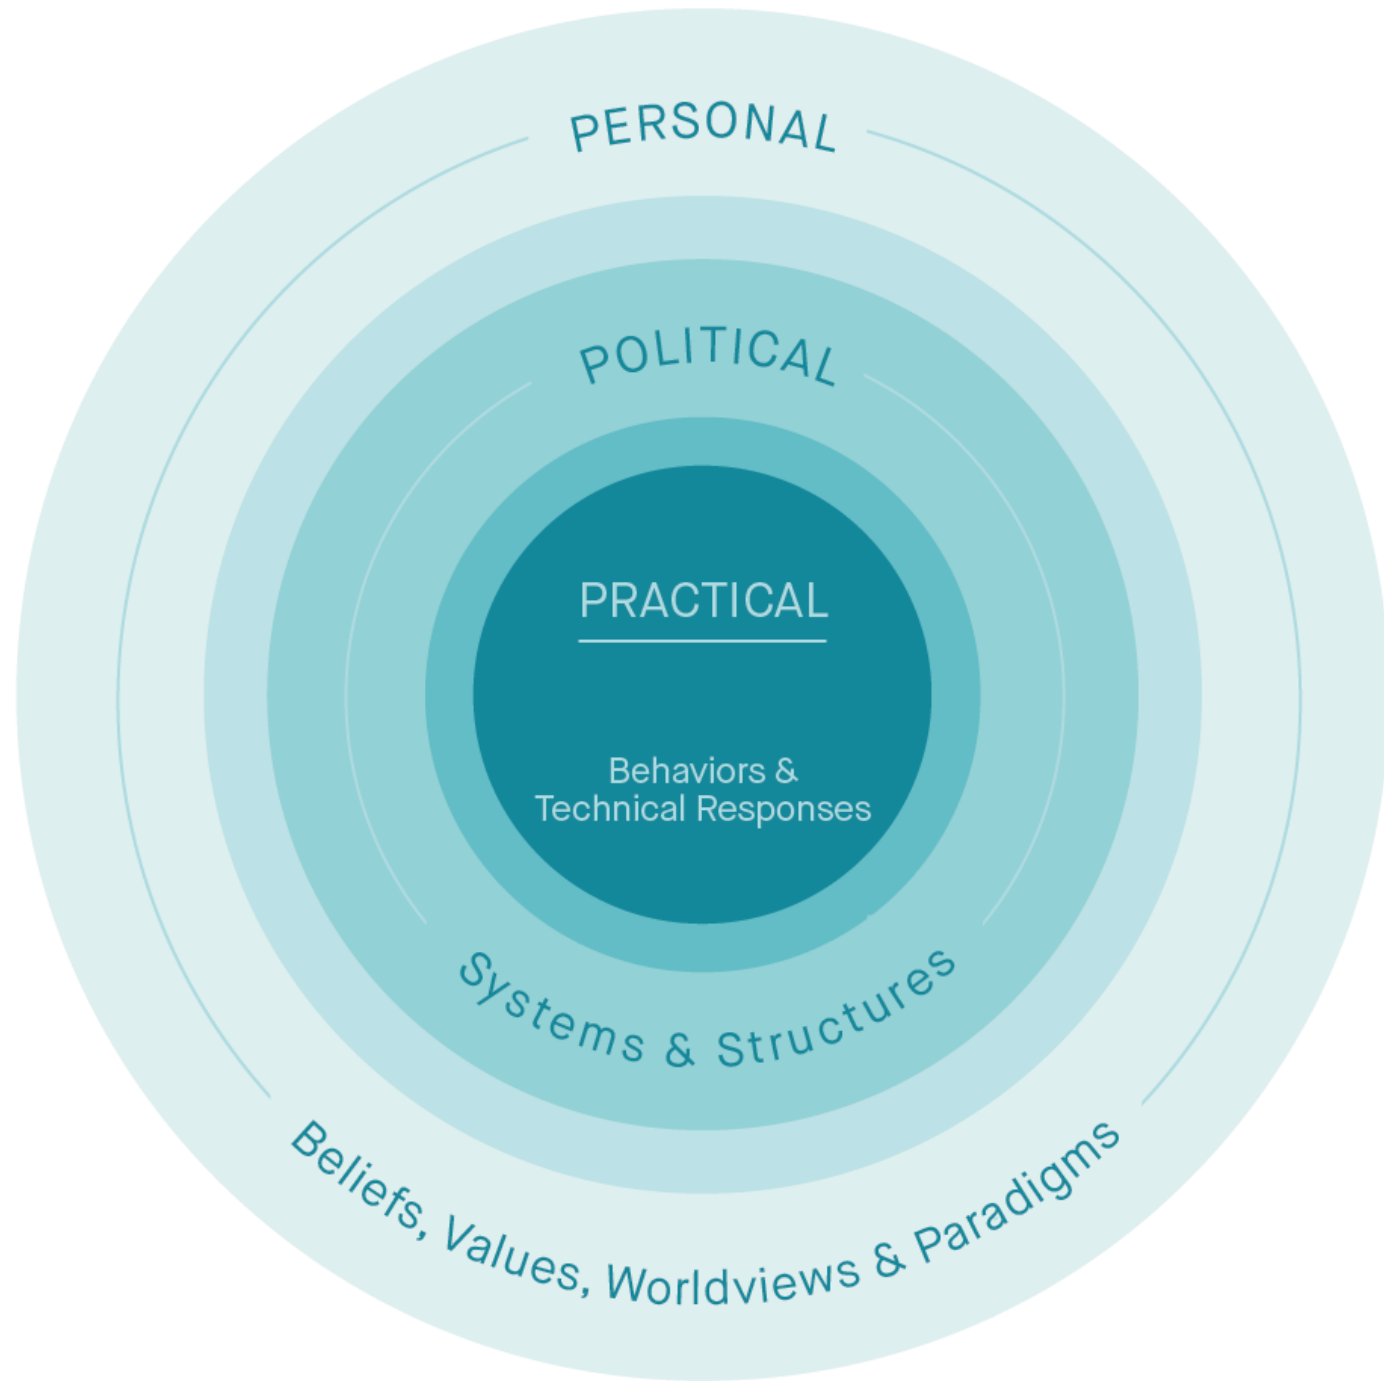 PERSONAL
POLITICAL
PRACTICAL
Behaviors &
Technical Responses
Systems & Structures
Beliefs, Values, Worldviews & Paradigms